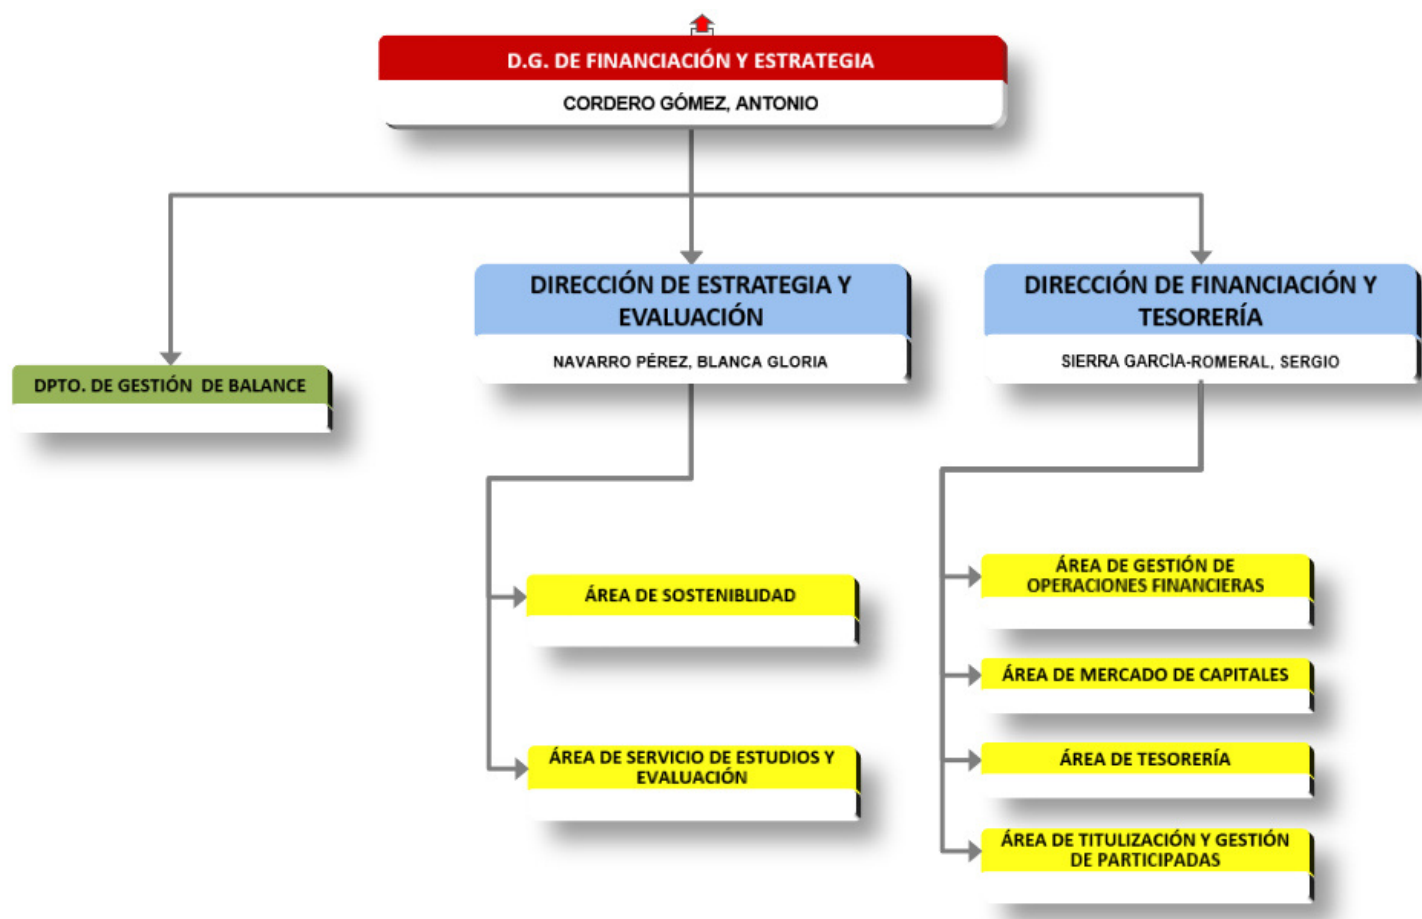 D.G. DE FINANCIACIÓN Y ESTRATEGIA
CORDERO GÓMEZ, ANTONIO
DPTO. DE GESTIÓN DE BALANCE
DIRECCIÓN DE ESTRATEGIA Y
EVALUACIÓN
NAVARRO PÉREZ, BLANCA GLORIA
ÁREA DE SOSTENIBLIDAD
ÁREA DE SERVICIO DE ESTUDIOS Y
EVALUACIÓN
DIRECCIÓN DE FINANCIACIÓN Y
TESORERÍA
SIERRA GARCÌA-ROMERAL, SERGIO
ÁREA DE GESTIÓN DE
OPERACIONES FINANCIERAS
ÁREA DE MERCADO DE CAPITALES
ÁREA DE TESORERÍA
ÁREA DE TITULIZACIÓN Y GESTIÓN
DE PARTICIPADAS